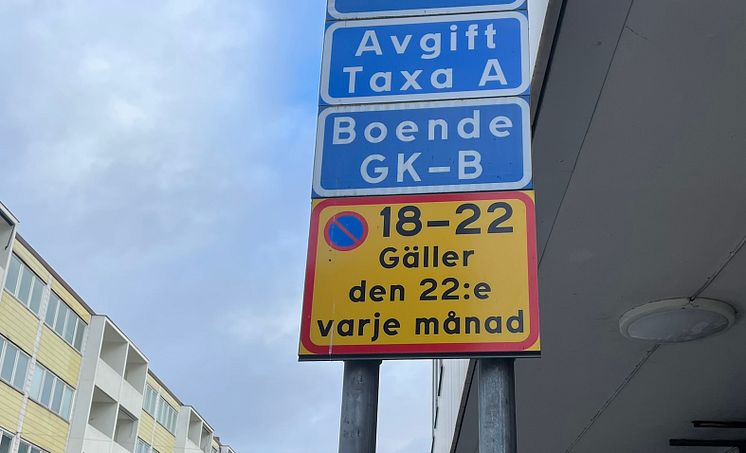 Avgift
Taxa A
Boende
GK-B
18-22
Gäller
den 22:e
varje månad